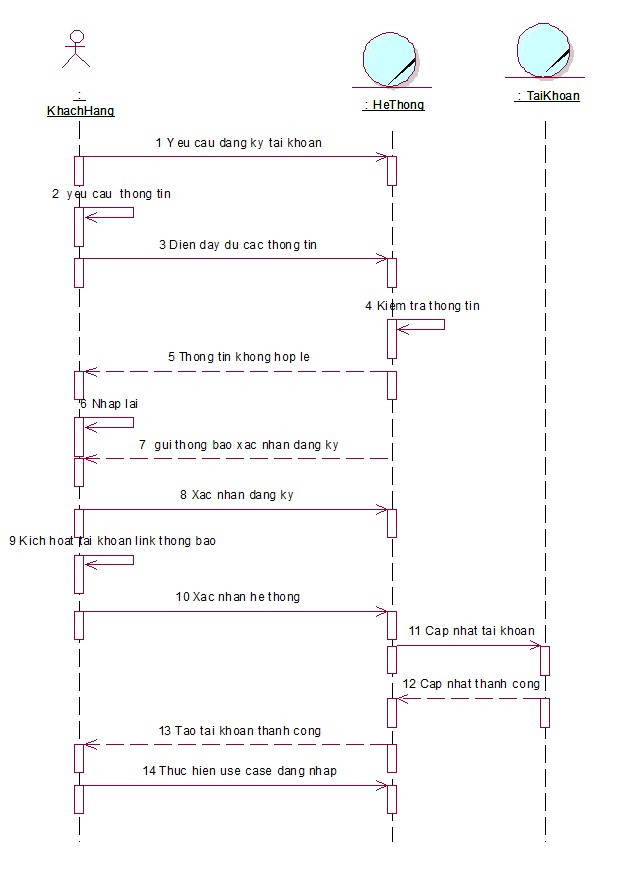 :
KhachHang
: HeThong
: TaiKhoan
1 Yeu cau dang ky tai khoan
2 yeu cau thong tin
3 Dien day du cac thong tin
4 Kiem tra thong tin
5 Thong tin khong hop le
6 Nhap lai
7 gui thong bao xac nhan dang ky
8 Xac nhan dang ky
9 Kich hoat tai khoan link thong bao
10 Xac nhan he thong
11 Cap nhat tai khoan
12 Cap nhat thanh cong
13 Tao tai khoan thanh cong
14 Thuc hien use case dang nhap